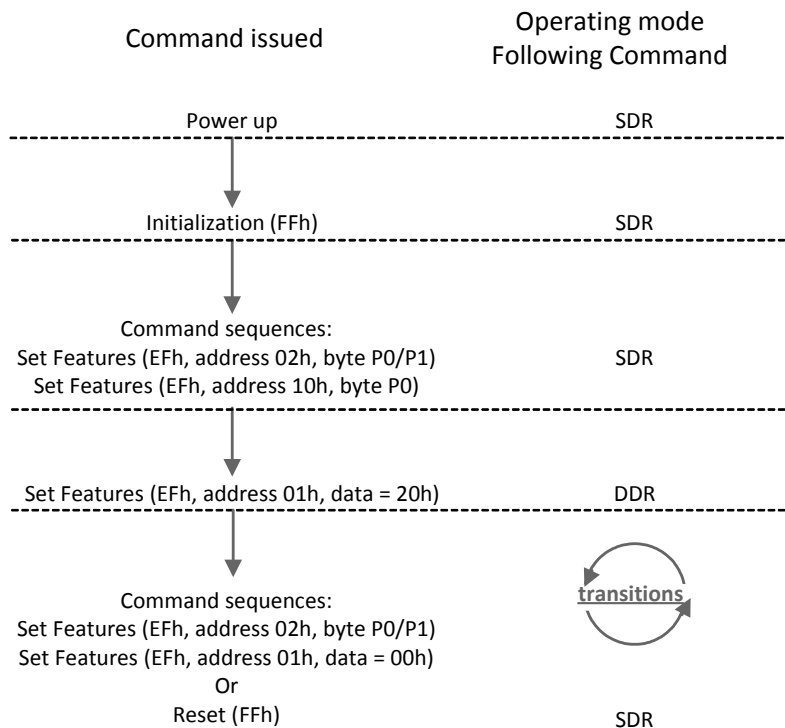 Command issued
Operating mode
Following Command
Power up
SDR
Initialization (FFh)
SDR
Command sequences:
Set Features (EFh, address 02h, byte P0/P1)
Set Features (EFh, address 10h, byte P0)
SDR
Set Features (EFh, address 01h, data = 20h)
DDR
transitions
Command sequences:
Set Features (EFh, address 02h, byte P0/P1)
Set Features (EFh, address 01h, data = 00h)
Or
Reset (FFh)
SDR